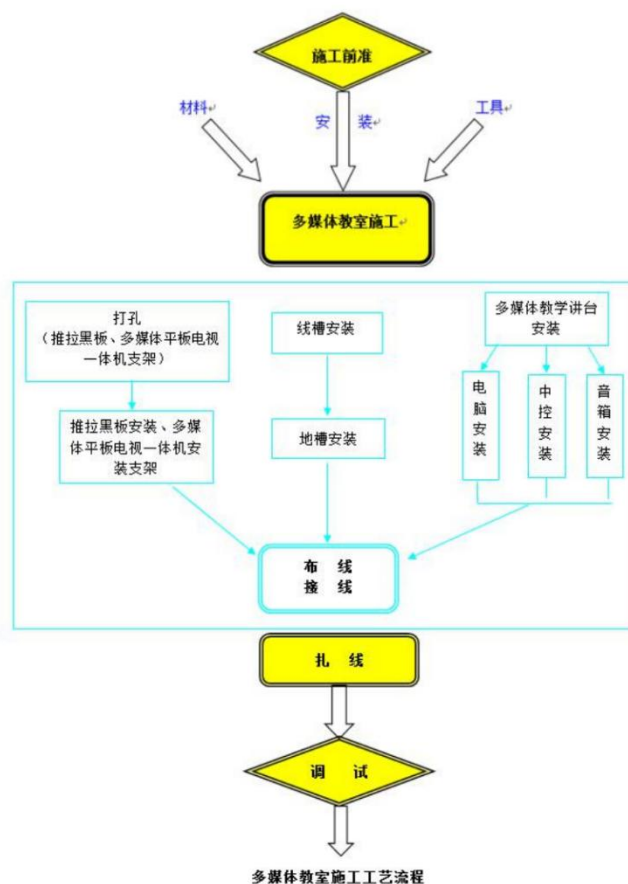 施工前准
材料
安 装
工具
多媒体教室施工
打孔
（推拉黑板、多媒体平板电视
一体机支架）
线槽安装
多媒体教学讲台
安装
推拉黑板安装、多媒
体平板电视一体机安
装支架
地槽安装
电脑安装
中控安装
音箱安装
布 线
接 线
扎 线
调 试
多媒体教室施工工艺流程